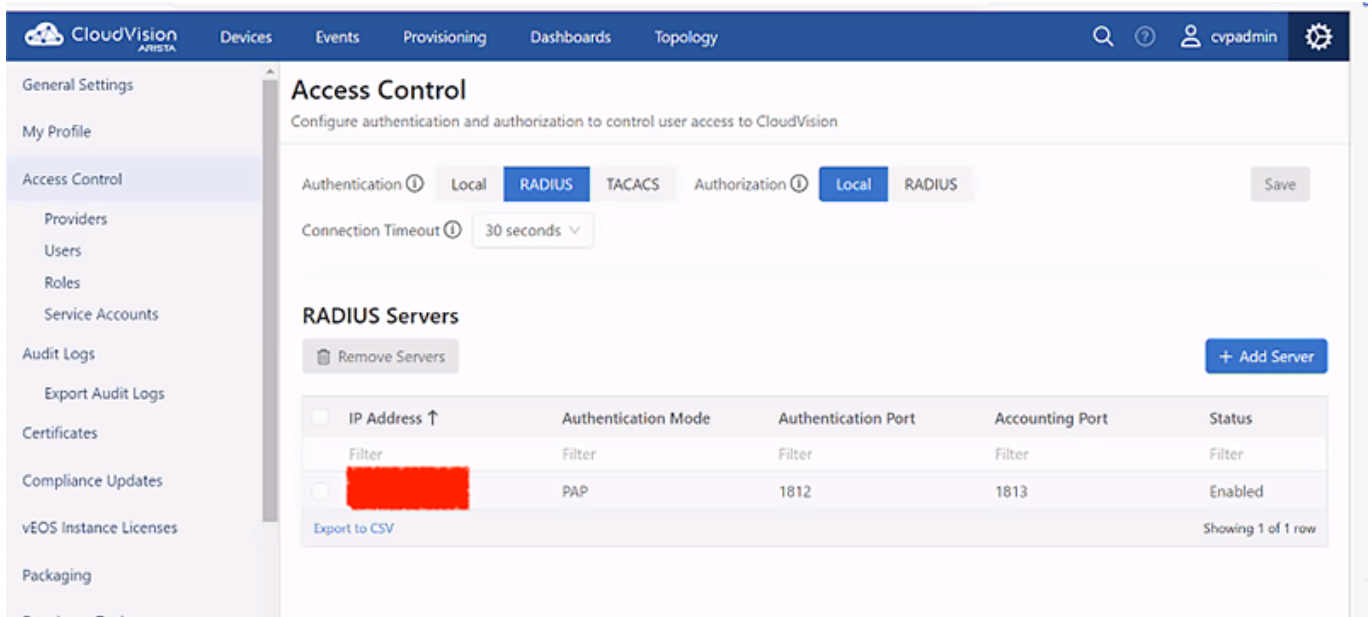 CloudVision
ARISTA
Devices Events Provisioning Dashboards Topology cvpadmin
General Settings
My Profile
Access Control
Providers
Users
Roles
Service Accounts
Audit Logs
Export Audit Logs
Certificates
Compliance Updates
vEOS Instance Licenses
Packaging
Access Control
Configure authentication and authorization to control user access to CloudVision
Authentication Local RADIUS TACACS Authorization Local RADIUS Save
Connection Timeout 30 seconds
RADIUS Servers
Remove Servers + Add Server
IP Address ↑ Authentication Mode Authentication Port Accounting Port Status
Filter Filter Filter Filter Filter
PAP 1812 1813 Enabled
Export to CSV Showing 1 of 1 row